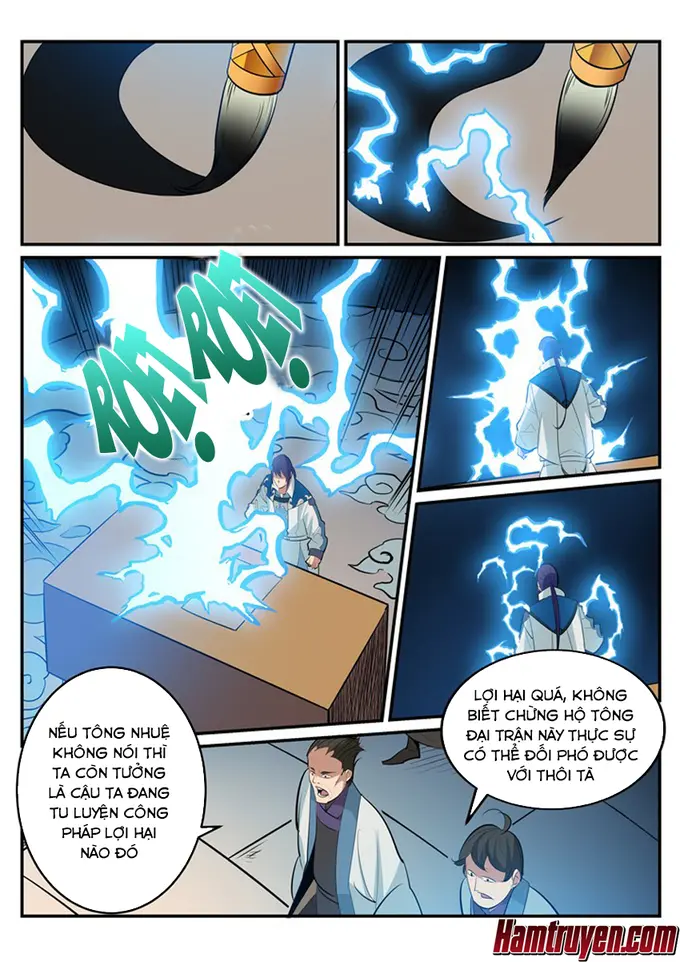 ROẸT
ROẸT
NẾU TÔNG NHUỆ
KHÔNG NÓI THÌ
TA CÒN TƯỞNG
LÀ CẬU TA ĐANG
TU LUYỆN CÔNG
PHÁP LỢI HẠI
NÀO ĐÓ
LỢI HẠI QUÁ, KHÔNG
BIẾT CHỪNG HỘ TÔNG
ĐẠI TRẬN NÀY THỰC SỰ
CÓ THỂ ĐỐI PHÓ ĐƯỢC
VỚI THÔI TẢ
Hamtruyen.com